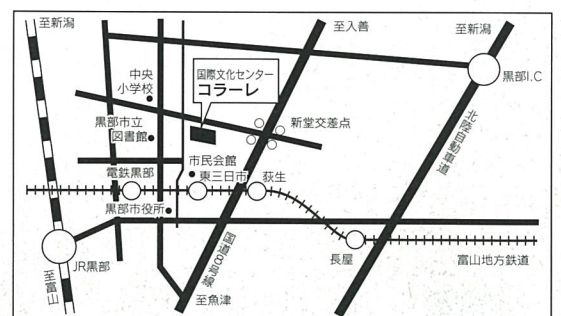 至新潟
至入善
至新潟
中央
小学校
国際文化センター
コラーレ
黒部I.C
黒部市立
図書館
新堂交差点
北陸自動車道
市民会館
電鉄黒部
東三日市
荻生
黒部市役所
国道8号線
JR黒部
長屋
富山地方鉄道
至富山
至魚津